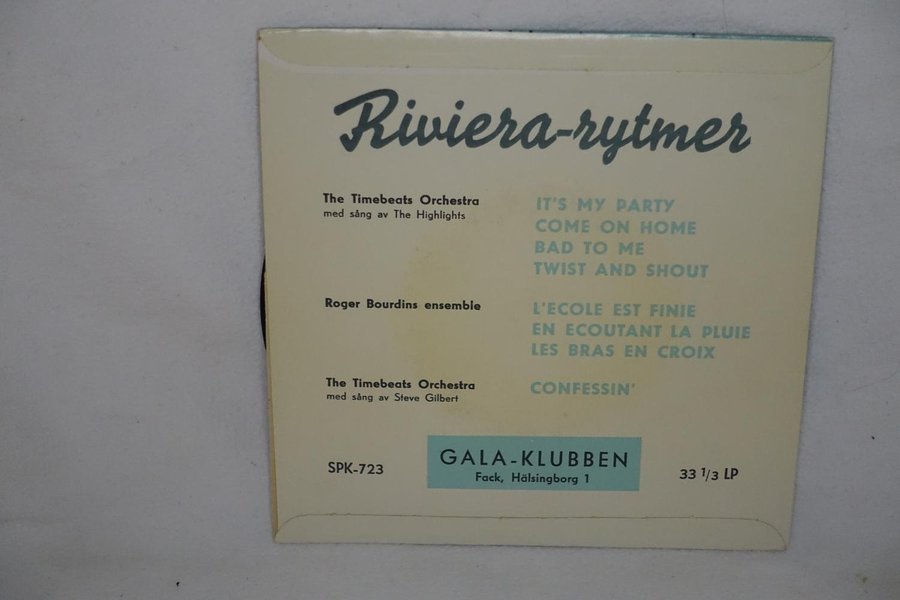 Riviera-rytmer
The Timebeats Orchestra
med sång av The Highlights
IT'S MY PARTY
COME ON HOME
BAD TO ME
TWIST AND SHOUT
Roger Bourdins ensemble
L'ECOLE EST FINIE
EN ECOUTANT LA PLUIE
LES BRAS EN CROIX
The Timebeats Orchestra
med sång av Steve Gilbert
CONFESSIN'
SPK-723
GALA-KLUBBEN
Fack, Hälsingborg 1
33 1/3 LP